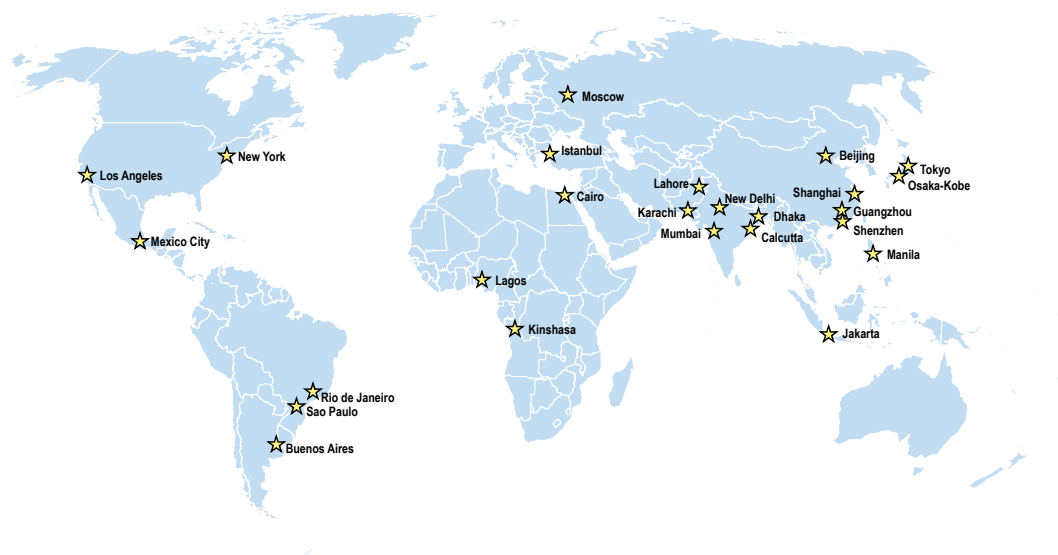 Moscow
New York
Istanbul
Beijing
Tokyo
Los Angeles
Osaka-Kobe
Lahore
Shanghai
Cairo
New Delhi
Karachi
Guangzhou
Dhaka
Shenzhen
Mumbai
Calcutta
Mexico City
Manila
Lagos
Kinshasa
Jakarta
Rio de Janeiro
Sao Paulo
Buenos Aires